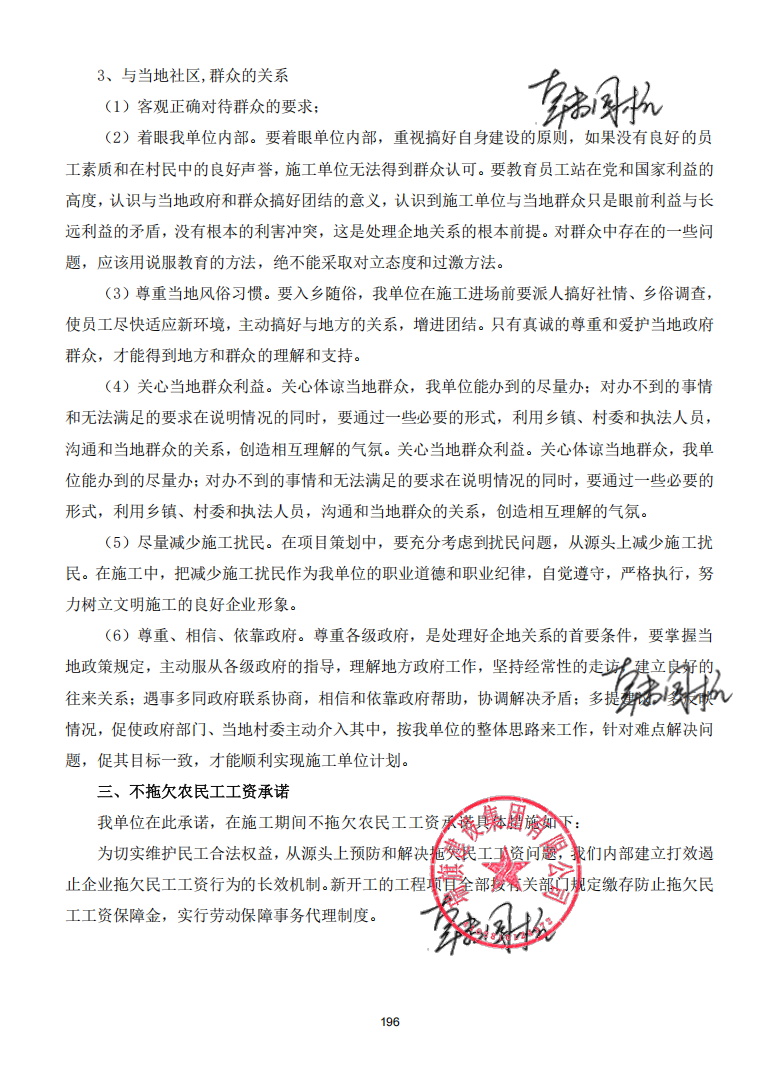 3、与当地社区,群众的关系
（1）客观正确对待群众的要求；
（2）着眼我单位内部。要着眼单位内部，重视搞好自身建设的原则，如果没有良好的员
工素质和在村民中的良好声誉，施工单位无法得到群众认可。要教育员工站在党和国家利益的
高度，认识与当地政府和群众搞好团结的意义，认识到施工单位与当地群众只是眼前利益与长
远利益的矛盾，没有根本的利害冲突，这是处理企地关系的根本前提。对群众中存在的一些问
题，应该用说服教育的方法，绝不能采取对立态度和过激方法。
（3）尊重当地风俗习惯。要入乡随俗，我单位在施工进场前要派人搞好社情、乡俗调查，
使员工尽快适应新环境，主动搞好与地方的关系，增进团结。只有真诚的尊重和爱护当地政府
群众，才能得到地方和群众的理解和支持。
（4）关心当地群众利益。关心体谅当地群众，我单位能办到的尽量办；对办不到的事情
和无法满足的要求在说明情况的同时，要通过一些必要的形式，利用乡镇、村委和执法人员，
沟通和当地群众的关系，创造相互理解的气氛。关心当地群众利益。关心体谅当地群众，我单
位能办到的尽量办；对办不到的事情和无法满足的要求在说明情况的同时，要通过一些必要的
形式，利用乡镇、村委和执法人员，沟通和当地群众的关系，创造相互理解的气氛。
（5）尽量减少施工扰民。在项目策划中，要充分考虑到扰民问题，从源头上减少施工扰
民。在施工中，把减少施工扰民作为我单位的职业道德和职业纪律，自觉遵守，严格执行，努
力树立文明施工的良好企业形象。
（6）尊重、相信、依靠政府。尊重各级政府，是处理好企地关系的首要条件，要掌握当
地政策规定，主动服从各级政府的指导，理解地方政府工作，坚持经常性的走访，建立良好的
往来关系；遇事多同政府联系协商，相信和依靠政府帮助，协调解决矛盾；多提建议，多反映
情况，促使政府部门、当地村委主动介入其中，按我单位的整体思路来工作，针对难点解决问
题，促其目标一致，才能顺利实现施工单位计划。
三、不拖欠农民工工资承诺
我单位在此承诺，在施工期间不拖欠农民工工资承诺具体措施如下：
为切实维护民工合法权益，从源头上预防和解决拖欠民工工资问题，我们内部建立打效遏
止企业拖欠民工工资行为的长效机制。新开工的工程项目全部按有关部门规定缴存防止拖欠民
工工资保障金，实行劳动保障事务代理制度。
旗建投集团有限公司
196